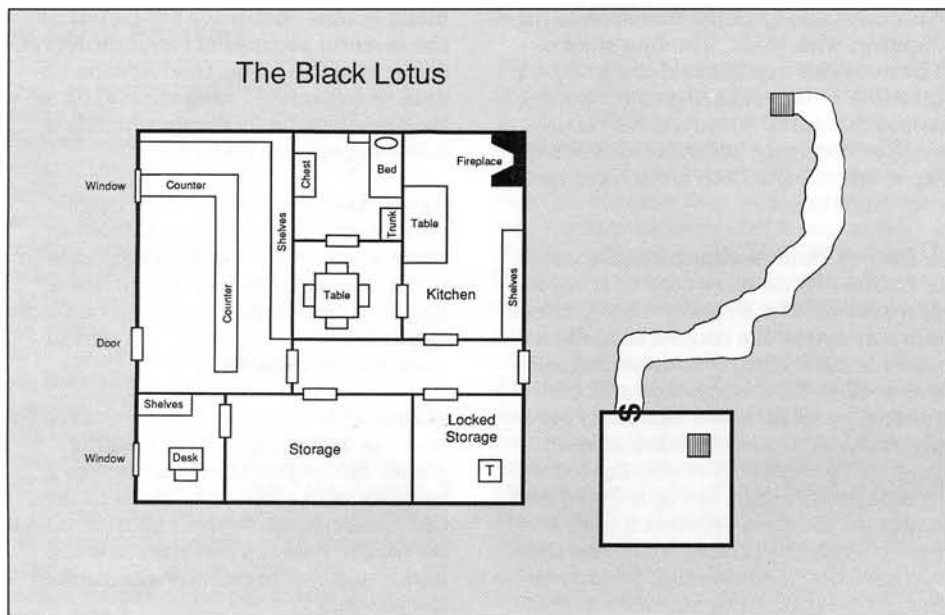 The Black Lotus
Window
Counter
Shelves
Chest
Bed
Trunk
Fireplace
Table
Shelves
Kitchen
Table
Counter
Door
Shelves
Window
Desk
Storage
Locked
Storage
T
S